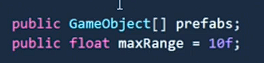 public GameObject[] prefabs;
public float maxRange = 10f;